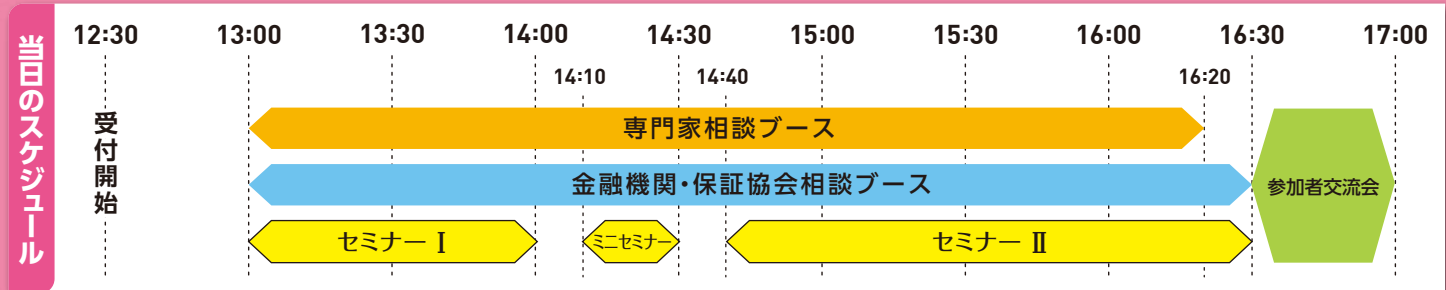 当日のスケジュール
12:30 13:00 13:30 14:00 14:30 15:00 15:30 16:00 16:30 17:00
14:10 14:40 16:20
受付開始
専門家相談ブース
金融機関・保証協会相談ブース
参加者交流会
セミナー Ⅰ ミニセミナー セミナー Ⅱ